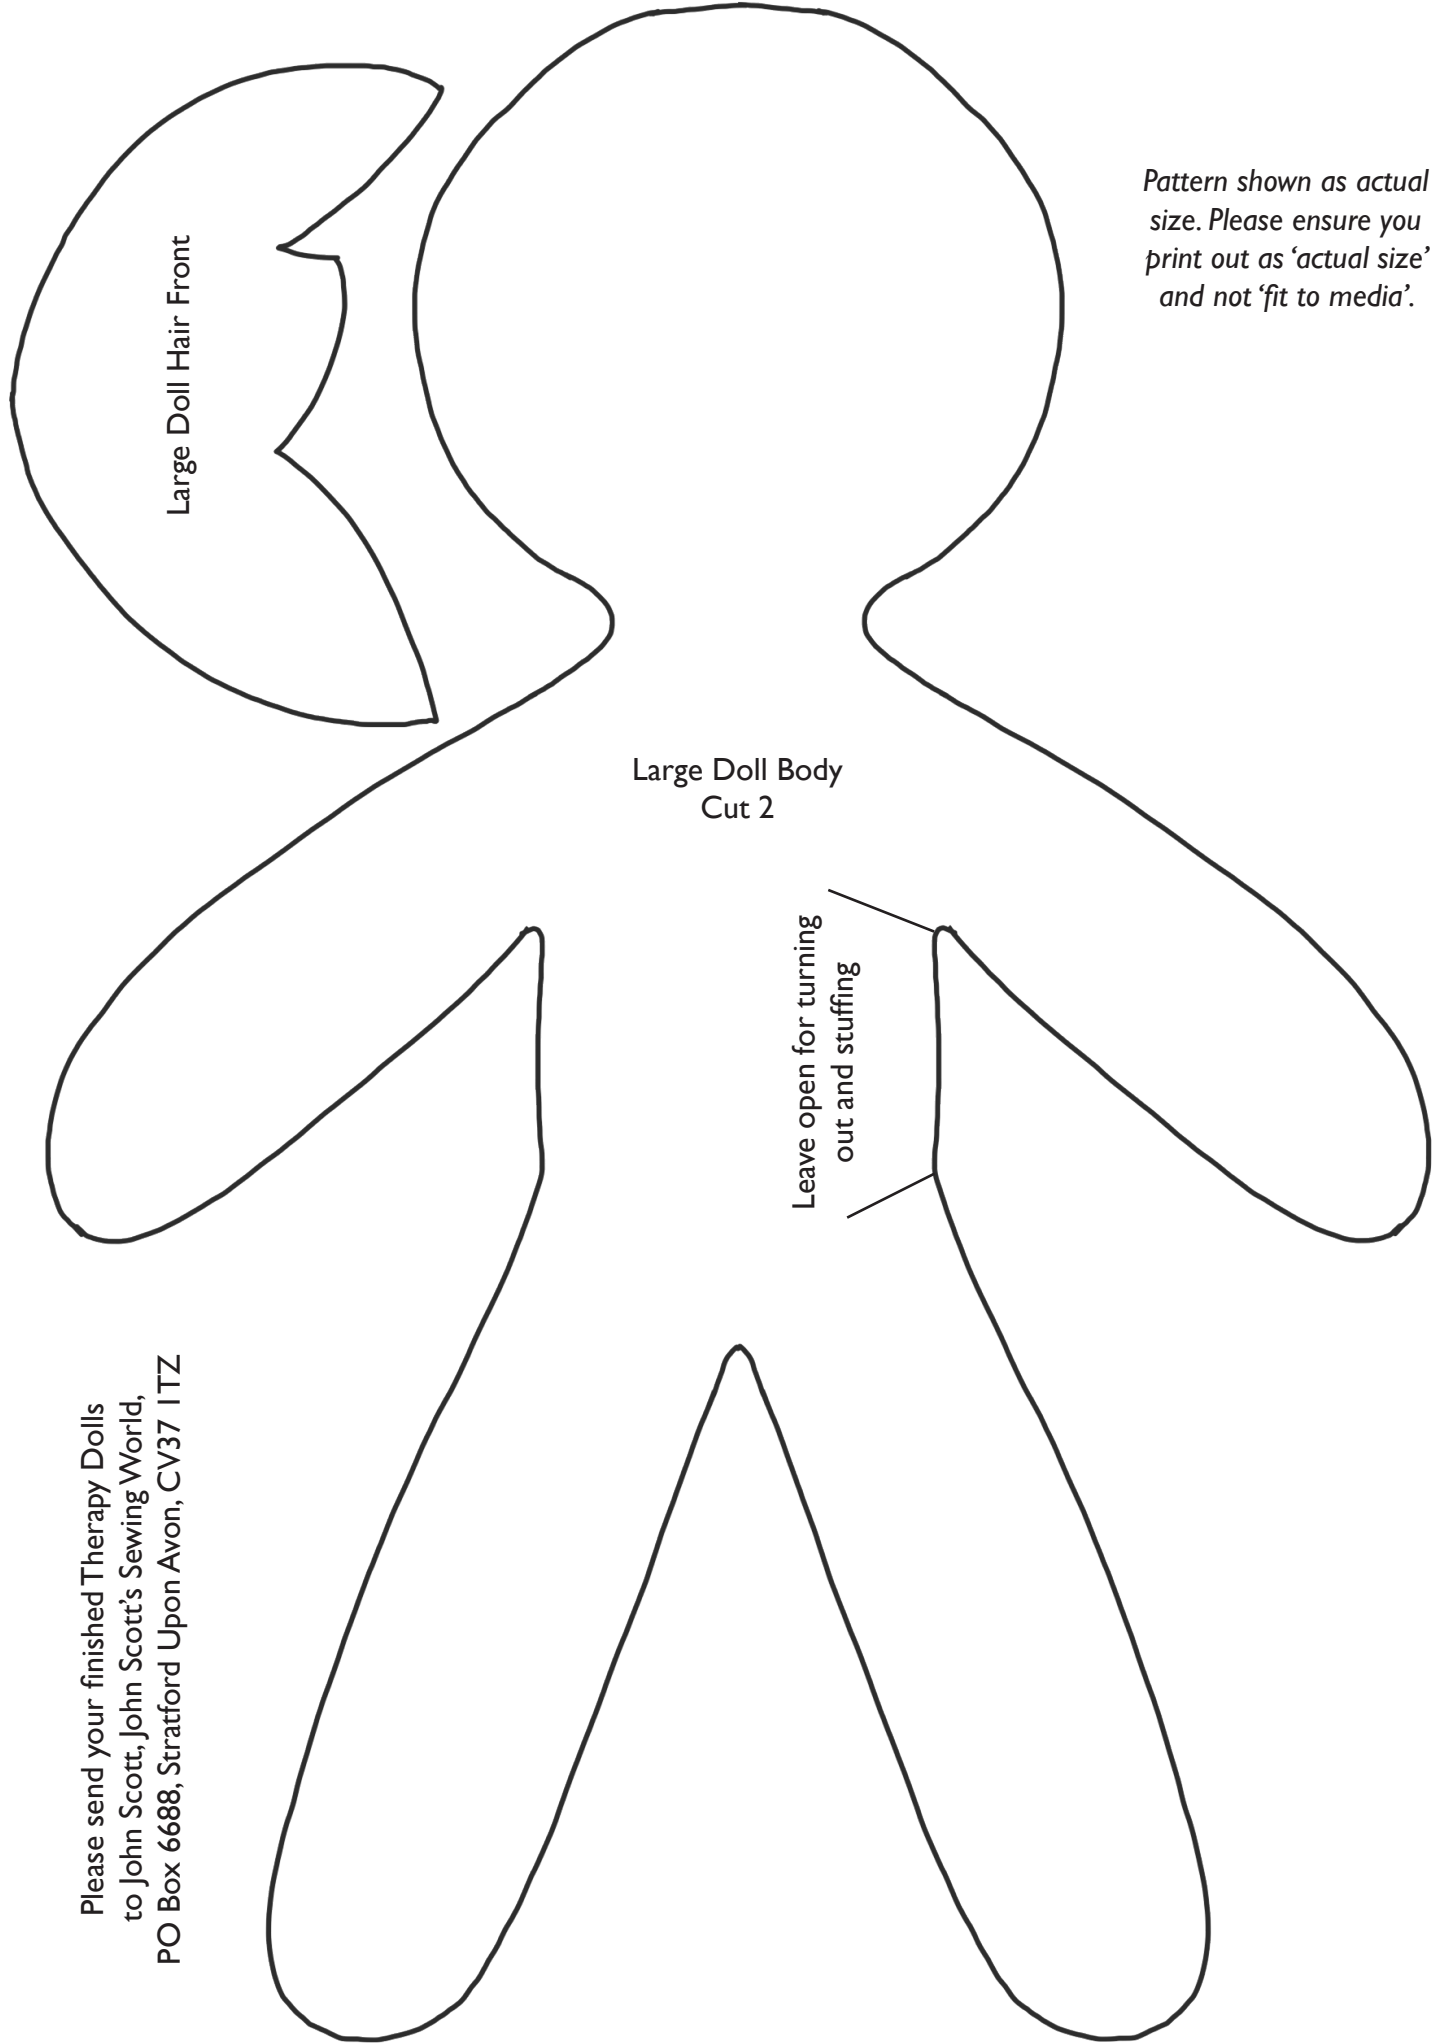 Large Doll Hair Front
Pattern shown as actual
size. Please ensure you
print out as ‘actual size’
and not ‘fit to media’.
Large Doll Body
Cut 2
Leave open for turning
out and stuffing
Please send your finished Therapy Dolls
to John Scott, John Scott’s Sewing World,
PO Box 6688, Stratford Upon Avon, CV37 1TZ